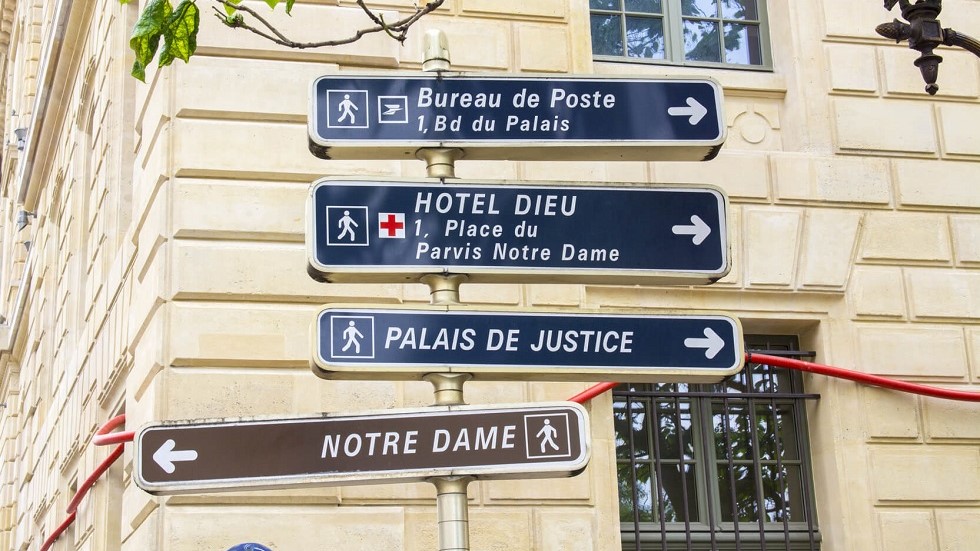 Bureau de Poste
1, Bd du Palais
HOTEL DIEU
1, Place du
Parvis Notre Dame
PALAIS DE JUSTICE
NOTRE DAME